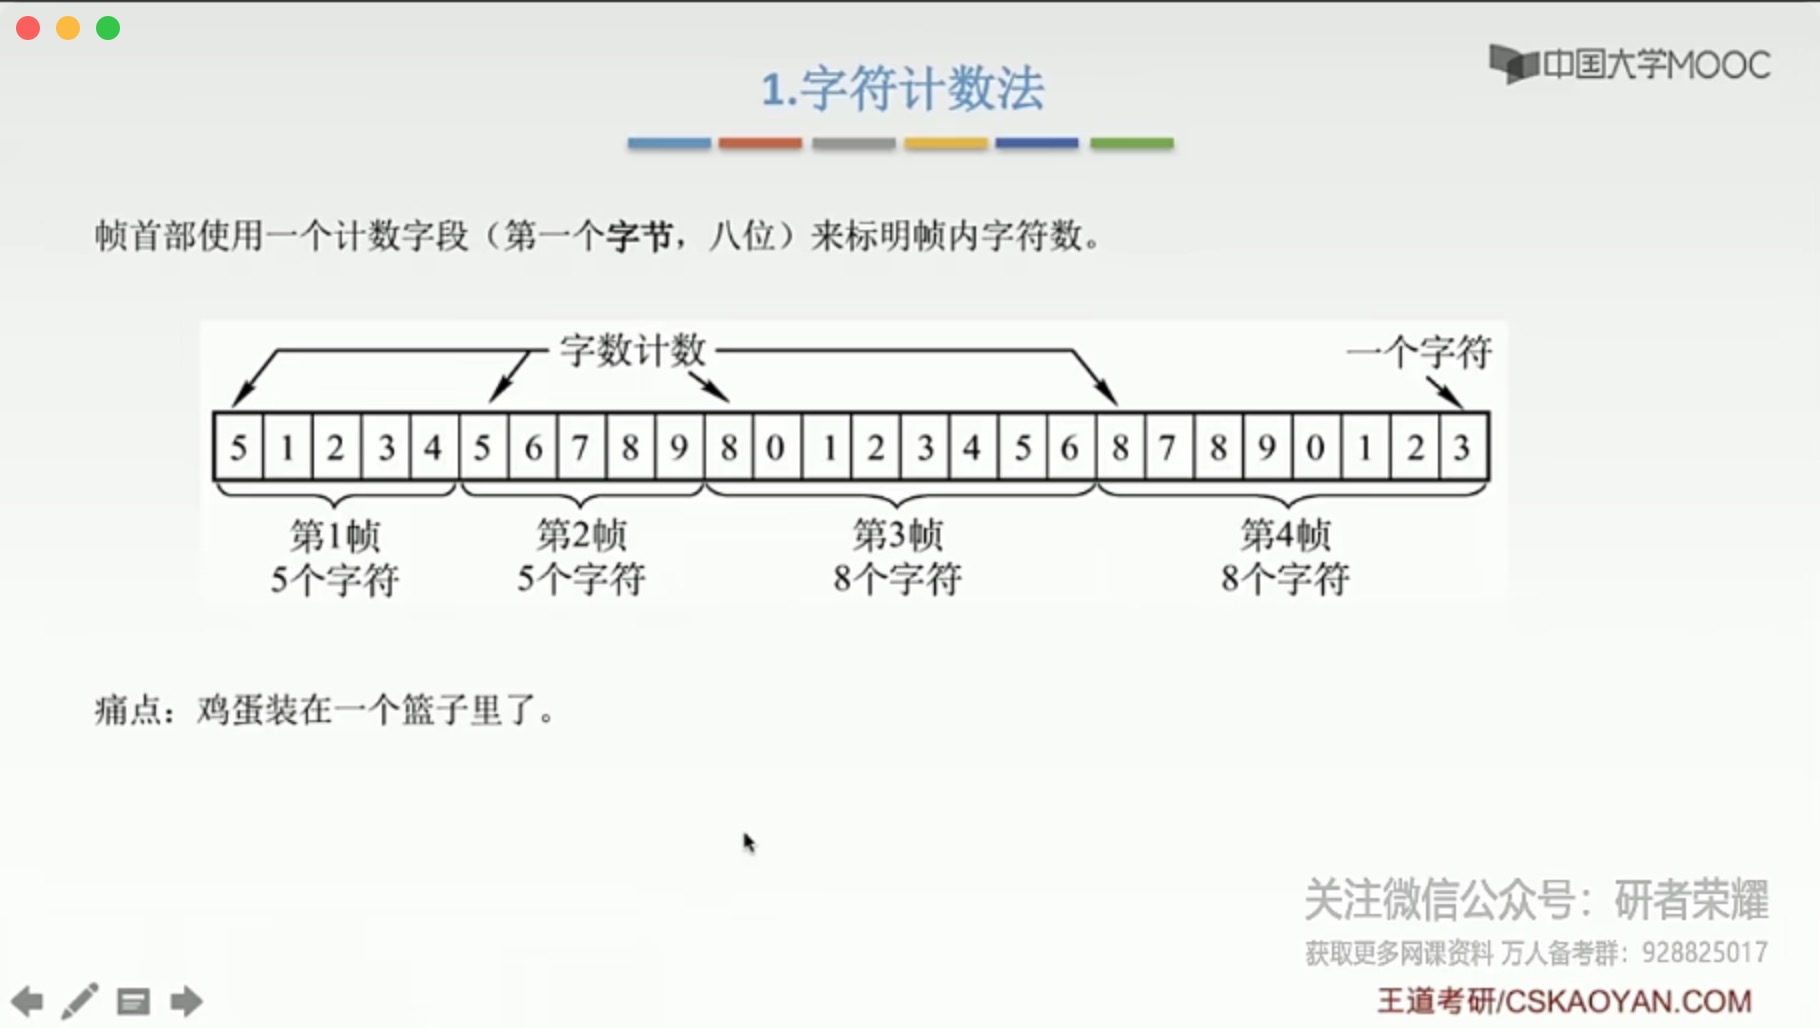 中国大学MOOC
1.字符计数法
帧首部使用一个计数字段（第一个字节，八位）来标明帧内字符数。
字数计数 一个字符
5 1 2 3 4 5 6 7 8 9 8 0 1 2 3 4 5 6 8 7 8 9 0 1 2 3
第1帧 第2帧 第3帧 第4帧
5个字符 5个字符 8个字符 8个字符
痛点：鸡蛋装在一个篮子里了。
关注微信公众号：研者荣耀
获取更多网课资料 万人备考群：928825017
王道考研/CSKAOYAN.COM